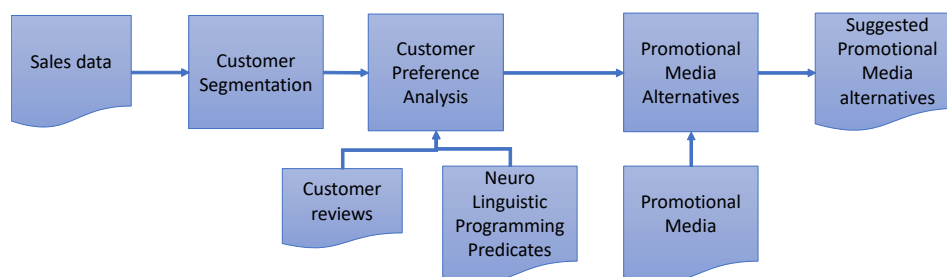 Sales data
Customer
Segmentation
Customer
Preference
Analysis
Promotional
Media
Alternatives
Suggested
Promotional
Media
alternatives
Customer
reviews
Neuro
Linguistic
Programming
Predicates
Promotional
Media